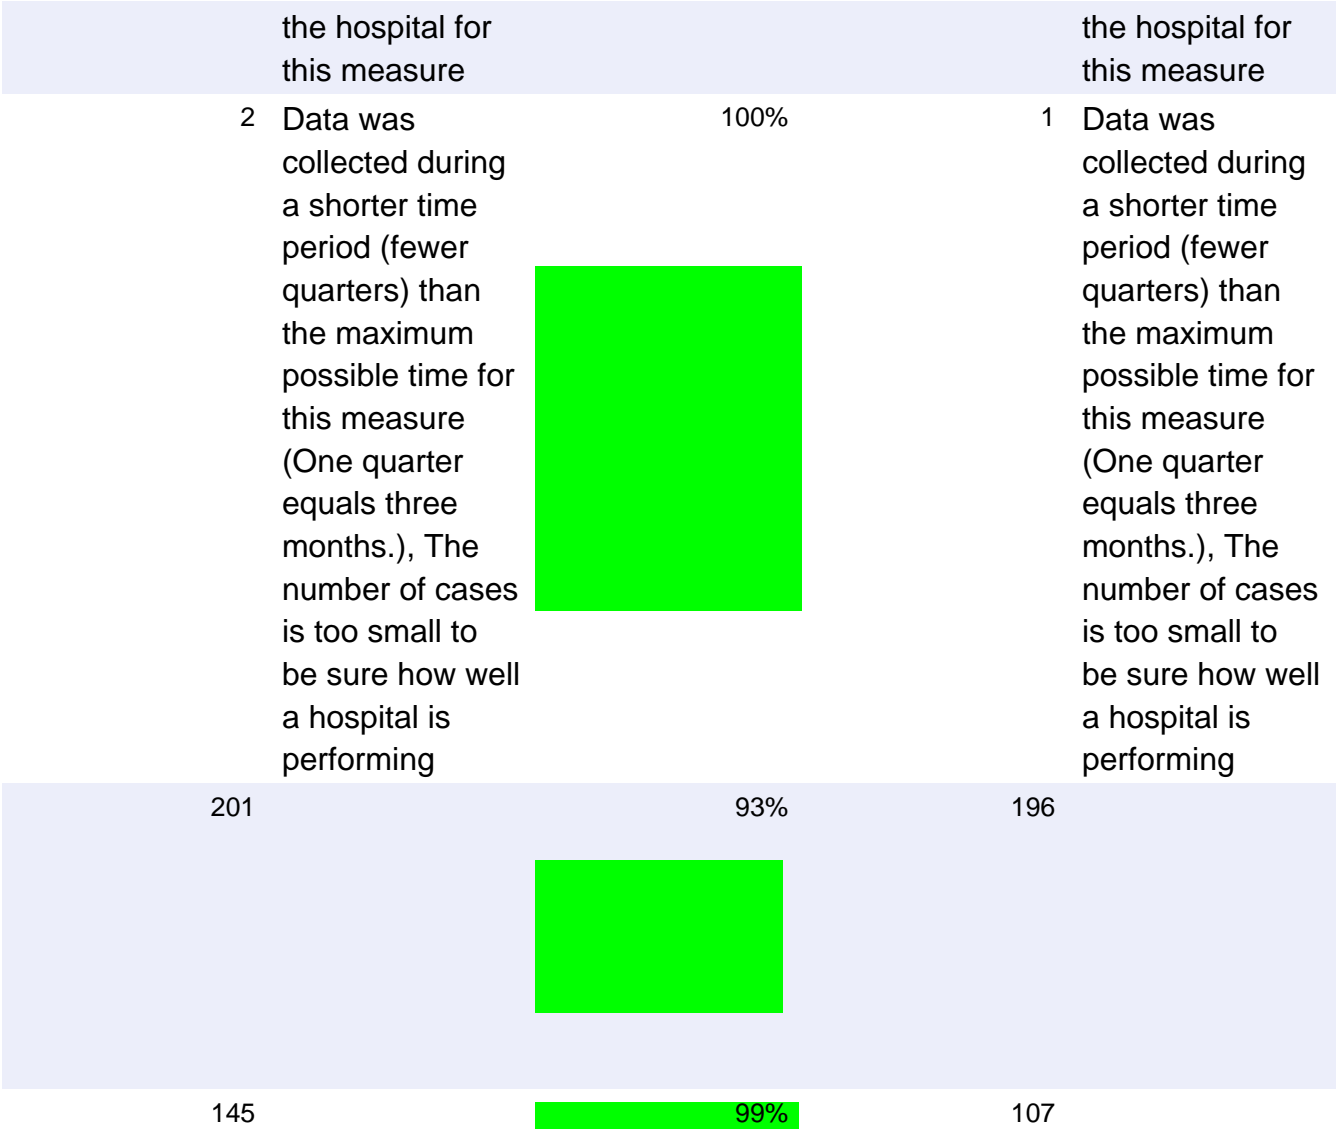 the hospital for
this measure
the hospital for
this measure
2
Data was
collected during
a shorter time
period (fewer
quarters) than
the maximum
possible time for
this measure
(One quarter
equals three
months.), The
number of cases
is too small to
be sure how well
a hospital is
performing
100%
1
Data was
collected during
a shorter time
period (fewer
quarters) than
the maximum
possible time for
this measure
(One quarter
equals three
months.), The
number of cases
is too small to
be sure how well
a hospital is
performing
201
93%
196
145
99%
107